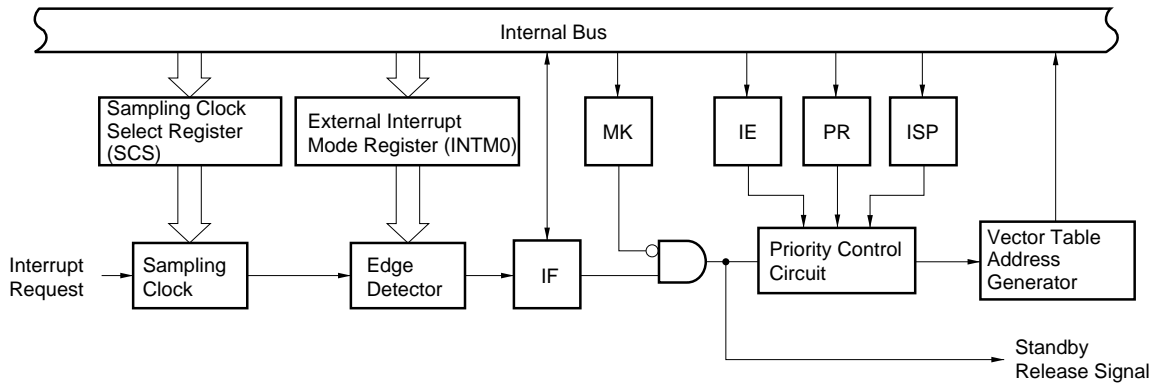 Internal Bus
Sampling Clock
Select Register
(SCS)
External Interrupt
Mode Register (INTM0)
MK
IE
PR
ISP
Interrupt
Request
Sampling
Clock
Edge
Detector
IF
Priority Control
Circuit
Vector Table
Address
Generator
Standby
Release Signal